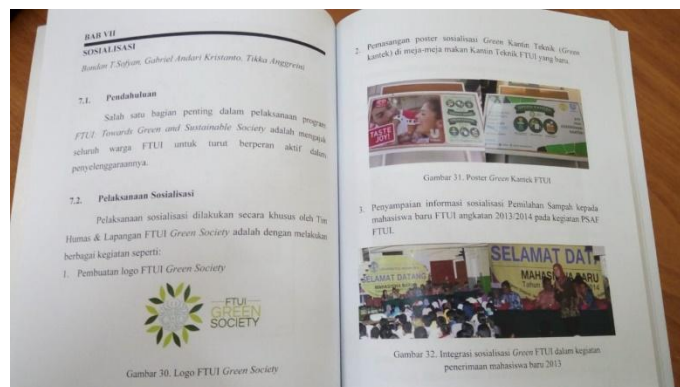 BAB VII
SOSIALISASI
Bondan T.Sofyan, Gabriel Andari Kristanto, Tikka Anggreini
7.1. Pendahuluan
Salah satu bagian penting dalam pelaksanaan program
FTUI: Towards Green and Sustainable Society adalah mengajak
seluruh warga FTUI untuk turut berperan aktif dalam
penyelenggaraannya.
7.2. Pelaksanaan Sosialisasi
Pelaksanaan sosialisasi dilakukan secara khusus oleh Tim
Humas & Lapangan FTUI Green Society adalah dengan melakukan
berbagai kegiatan seperti:
1. Pembuatan logo FTUI Green Society
FTUI
GREEN
SOCIETY
Gambar 30. Logo FTUI Green Society
2. Pemasangan poster sosialisasi Green Kantin Teknik (Green
kantek) di meja-meja makan Kantin Teknik FTUI yang baru.
TASTE
JOY!
Gambar 31. Poster Green Kantek FTUI
3. Penyampaian informasi sosialisasi Pemilahan Sampah kepada
mahasiswa baru FTUI angkatan 2013/2014 pada kegiatan PSAF
FTUI.
SELAMAT DATANG
SELAMAT DAT
MAHASISWA BARU
Tahun
2014
Gambar 32. Integrasi sosialisasi Green FTUI dalam kegiatan
penerimaan mahasiswa baru 2013